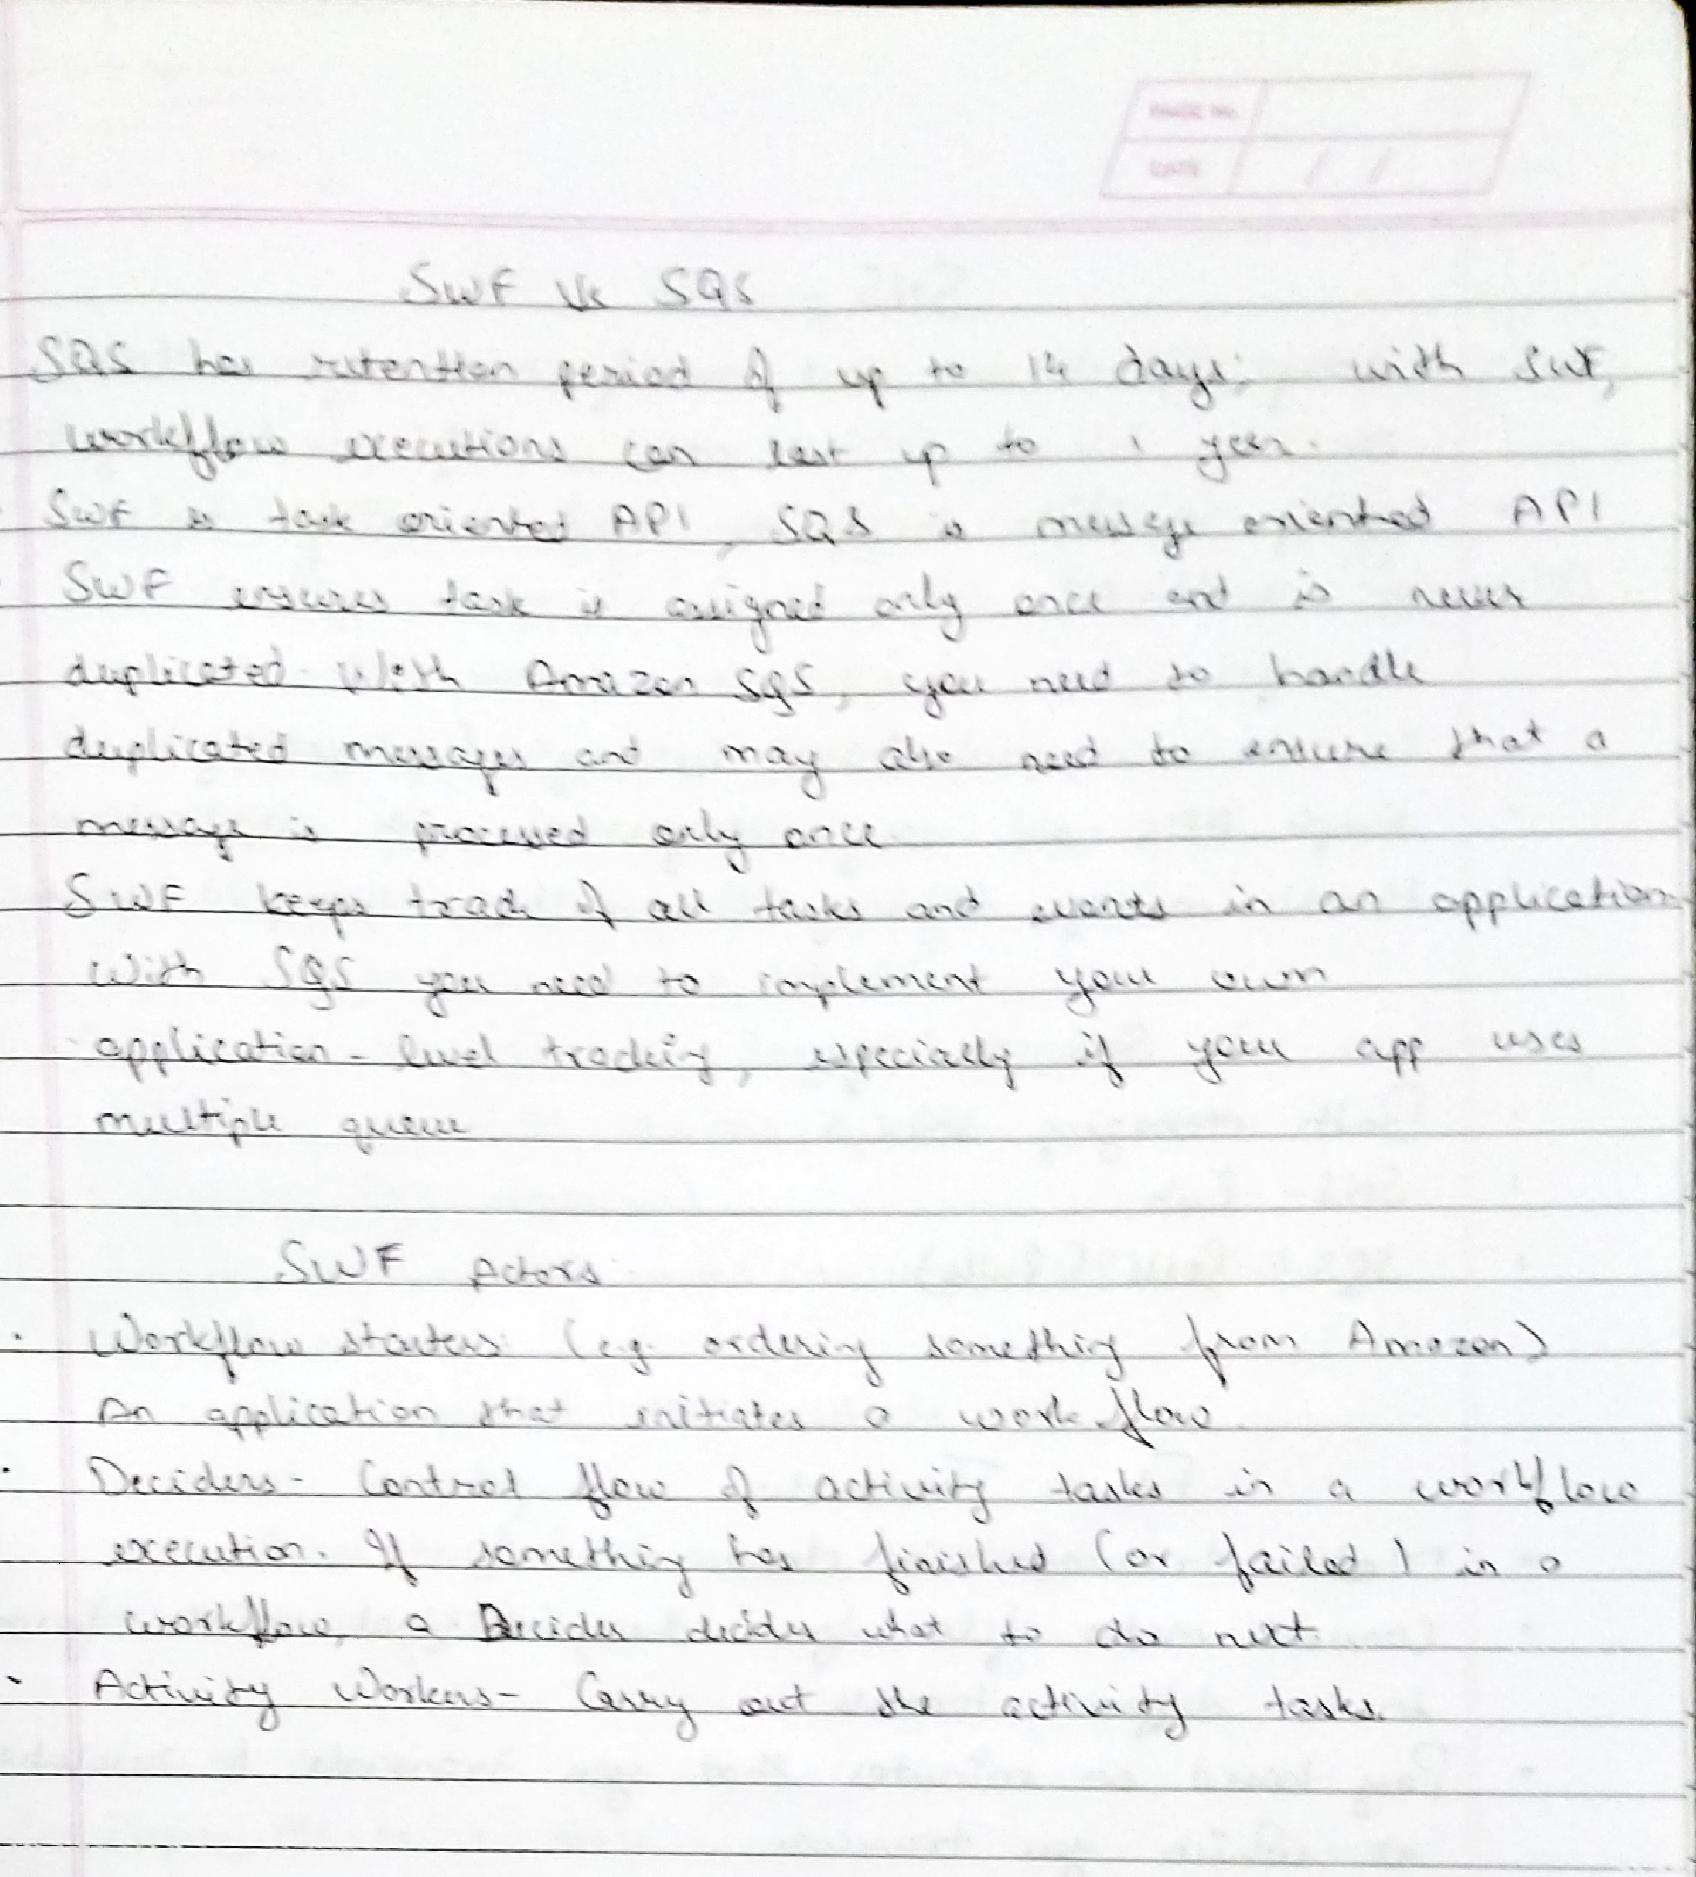 PAGE No.
DATE / /
SWF Vs SQS
SQS has retention period of up to 14 days; with SWF,
workflow executions can last up to 1 year.
SWF is task oriented API, SQS is message oriented API
SWF ensures task is assigned only once and is never
duplicated. With Amazon SQS, you need to handle
duplicated messages and may also need to ensure that a
message is processed only once.
SWF keeps track of all tasks and events in an application.
With SQS you need to implement your own
application-level tracking, especially if your app uses
multiple queue
SWF Actors
· Workflow starters (e.g. ordering something from Amazon)
An application that initiates a workflow.
· Deciders - Control flow of activity tasks in a workflow
execution. If something has finished (or failed) in a
workflow, a Decider decides what to do next.
· Activity Workers - Carry out the activity tasks.